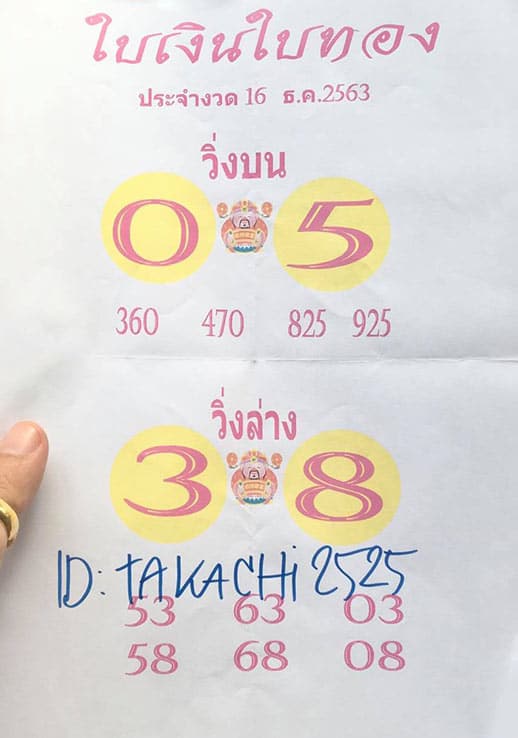 ใบเงินใบทอง
ประจำงวด 16 ธ.ค.2563
วิ่งบน
0 5
360 470 825 925
วิ่งล่าง
3 8
ID: TAKACHi 2525
53 63 03
58 68 08